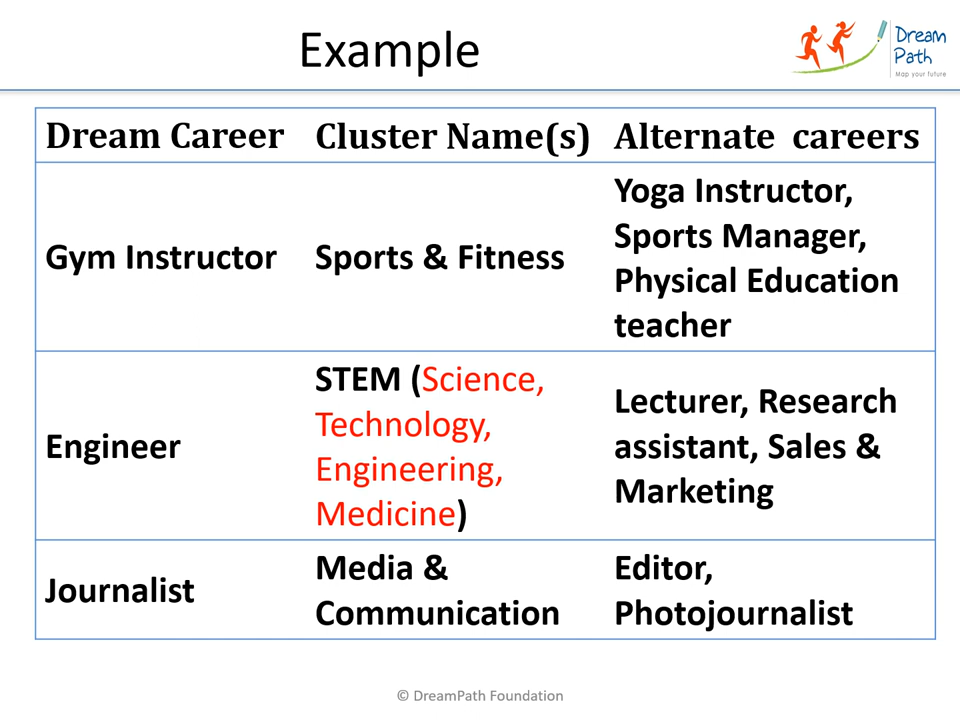 Example
Dream
Path
Map your future
Dream Career Cluster Name(s) Alternate careers
Gym Instructor Sports & Fitness Yoga Instructor,
Sports Manager,
Physical Education
teacher
Engineer STEM (Science,
Technology,
Engineering,
Medicine) Lecturer, Research
assistant, Sales &
Marketing
Journalist Media &
Communication Editor,
Photojournalist
© DreamPath Foundation